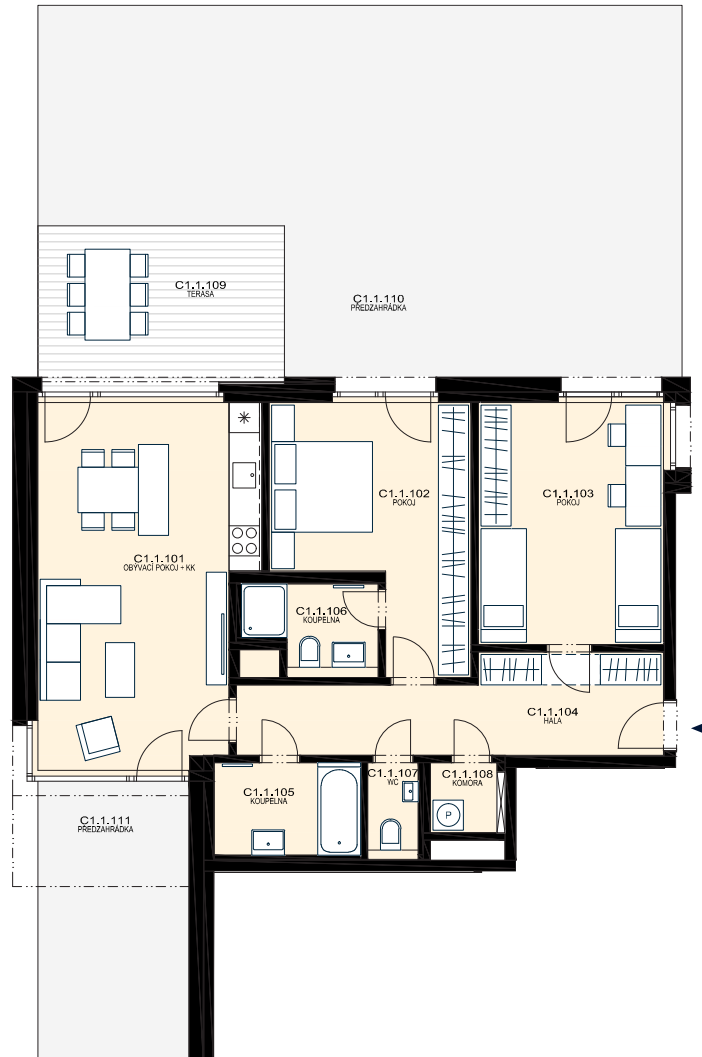 C1.1.109
TERASA
C1.1.110
PŘEDZAHRÁDKA
C1.1.102
POKOJ
C1.1.103
POKOJ
C1.1.101
OBÝVACÍ POKOJ + KK
C1.1.106
KOUPELNA
C1.1.104
HALA
C1.1.107
WC
C1.1.108
KOMORA
C1.1.105
KOUPELNA
P
C1.1.111
PŘEDZAHRÁDKA